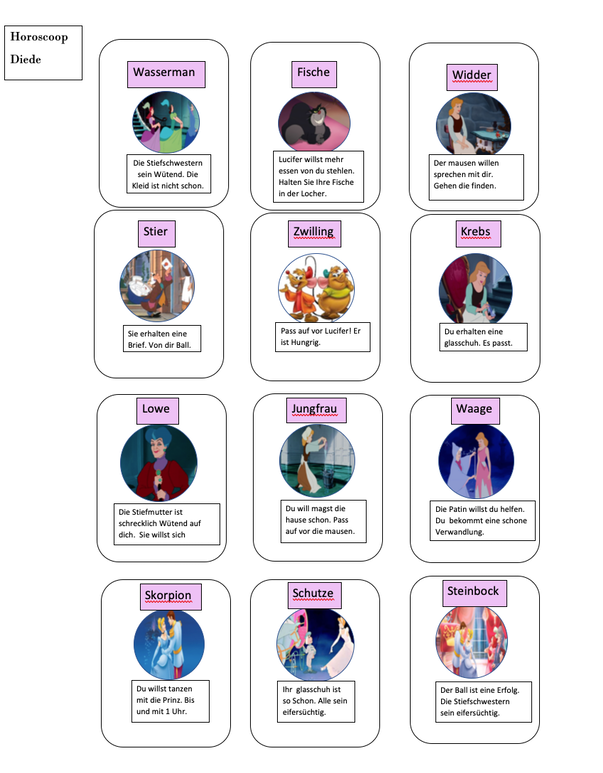 Horoscoop
Diede
Wasserman
Die Stiefschwestern
sein Wütend. Die
Kleid ist nicht schon.
Fische
Lucifer willst mehr
essen von du stehlen.
Halten Sie Ihre Fische
in der Locher.
Widder
Der mausen willen
sprechen mit dir.
Gehen die finden.
Stier
Sie erhalten eine
Brief. Von dir Ball.
Zwilling
Pass auf vor Lucifer! Er
ist Hungrig.
Krebs
Du erhalten eine
glasschuh. Es passt.
Lowe
Die Stiefmutter ist
schrecklich Wütend auf
dich. Sie willst sich
Jungfrau
Du will magst die
hause schon. Pass
auf vor die mausen.
Waage
Die Patin willst du helfen.
Du bekommt eine schone
Verwandlung.
Skorpion
Du willst tanzen
mit die Prinz. Bis
und mit 1 Uhr.
Schutze
Ihr glasschuh ist
so Schon. Alle sein
eifersüchtig.
Steinbock
Der Ball ist eine Erfolg.
Die Stiefschwestern
sein eifersüchtig.